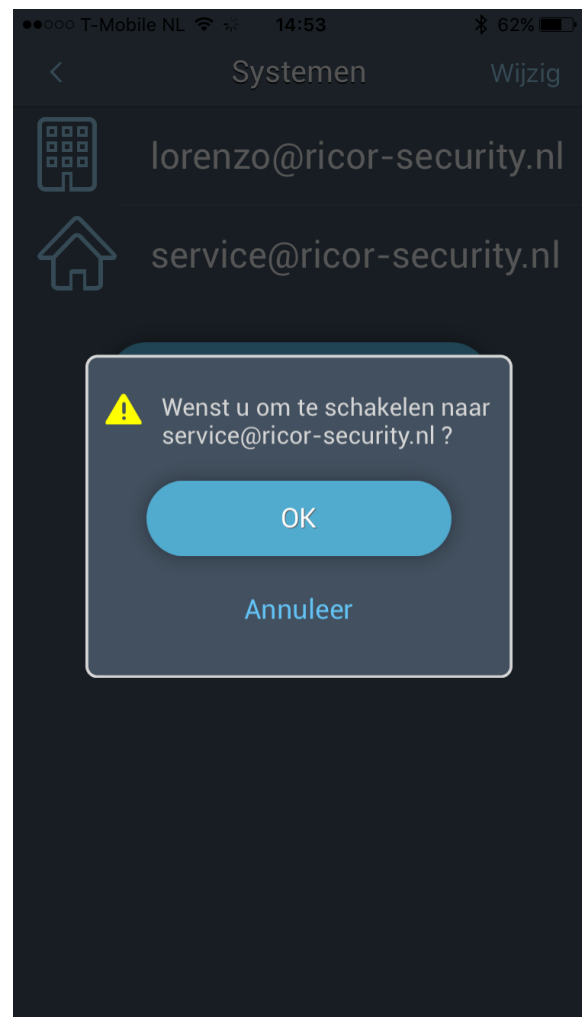 T-Mobile NL 14:53 62%
Systemen Wijzig
lorenzo@ricor-security.nl
service@ricor-security.nl
Wenst u om te schakelen naar
service@ricor-security.nl ?
OK
Annuleer